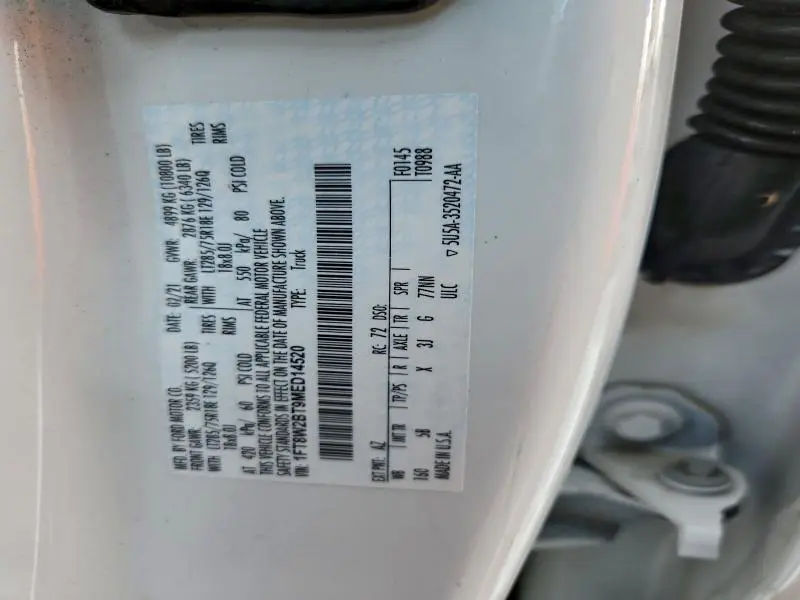 MFD. BY FORD MOTOR CO. DATE: 02/21 GVWR: 4899 KG (10800 LB)
FRONT GAWR: 2359 KG (5200 LB) REAR GAWR: 2876 KG (6340 LB)
WITH LT285/75R18E 129/126Q TIRES WITH LT285/75R18E 129/126Q TIRES
18x8.0J RIMS 18x8.0J RIMS
AT 420 kPa/ 60 PSI COLD AT 550 kPa/ 80 PSI COLD
THIS VEHICLE CONFORMS TO ALL APPLICABLE FEDERAL MOTOR VEHICLE
SAFETY STANDARDS IN EFFECT ON THE DATE OF MANUFACTURE SHOWN ABOVE.
VIN: 1FT8W2BT9MED14520 TYPE: Truck
EXT PNT: AZ RC: 72 DSO: F0145
WB INT TR TP/PS R AXLE TR SPR T0988
160 SB X 3J G 77NN
MADE IN U.S.A. ULC ▽ 5U5A-3520472-AA